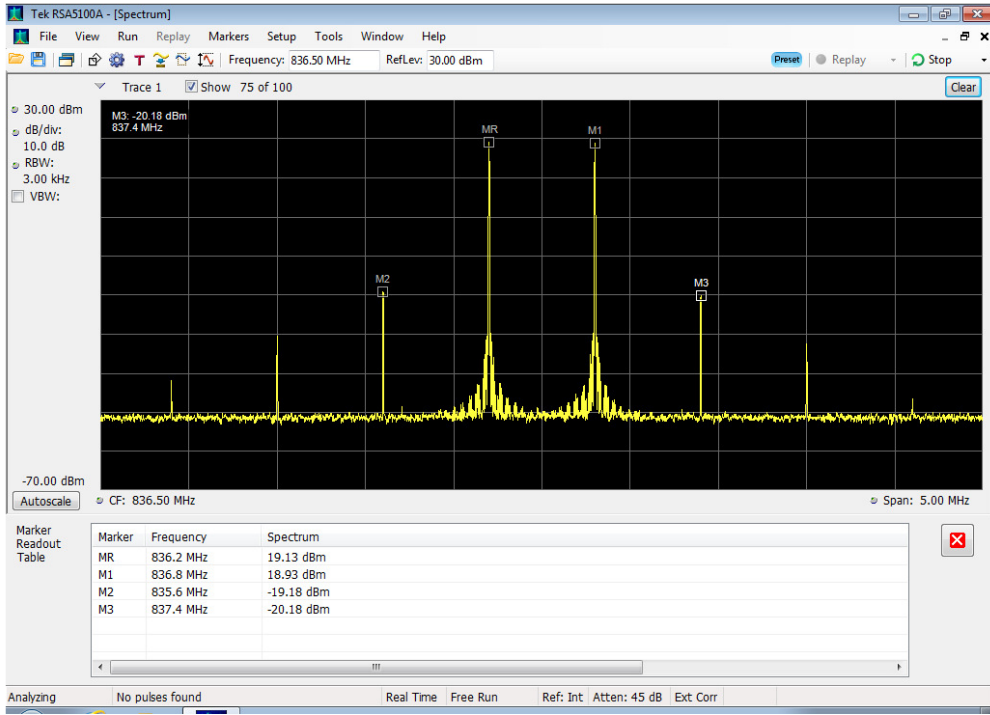 Tek RSA5100A - [Spectrum]
File View Run Replay Markers Setup Tools Window Help
T Frequency: 836.50 MHz RefLev: 30.00 dBm Preset Replay Stop
Trace 1 Show 75 of 100 Clear
30.00 dBm
dB/div:
10.0 dB
RBW:
3.00 kHz
VBW:
M3: -20.18 dBm
837.4 MHz
MR
M1
M2
M3
-70.00 dBm
Autoscale CF: 836.50 MHz Span: 5.00 MHz
Marker
Readout
Table
Marker Frequency Spectrum
MR 836.2 MHz 19.13 dBm
M1 836.8 MHz 18.93 dBm
M2 835.6 MHz -19.18 dBm
M3 837.4 MHz -20.18 dBm
Analyzing No pulses found Real Time Free Run Ref: Int Atten: 45 dB Ext Corr